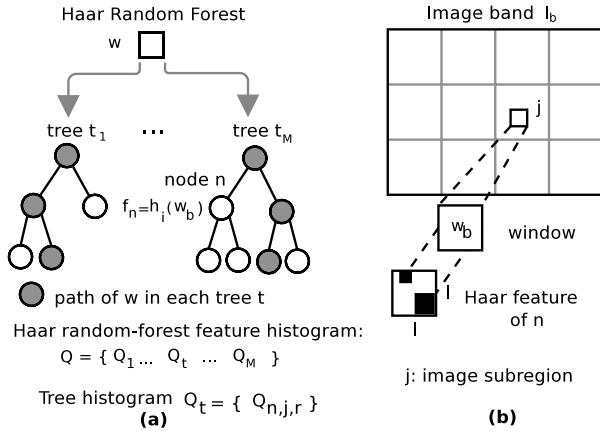 Haar Random Forest
w
tree t1 ... tree tM
node n
fn=hi(wb)
path of w in each tree t
Haar random-forest feature histogram:
Q = { Q1 ... Qt ... QM }
Tree histogram Qt = { Qn,j,r }
(a)
Image band Ib
j
wb
window
l
Haar feature
of n
l
j: image subregion
(b)